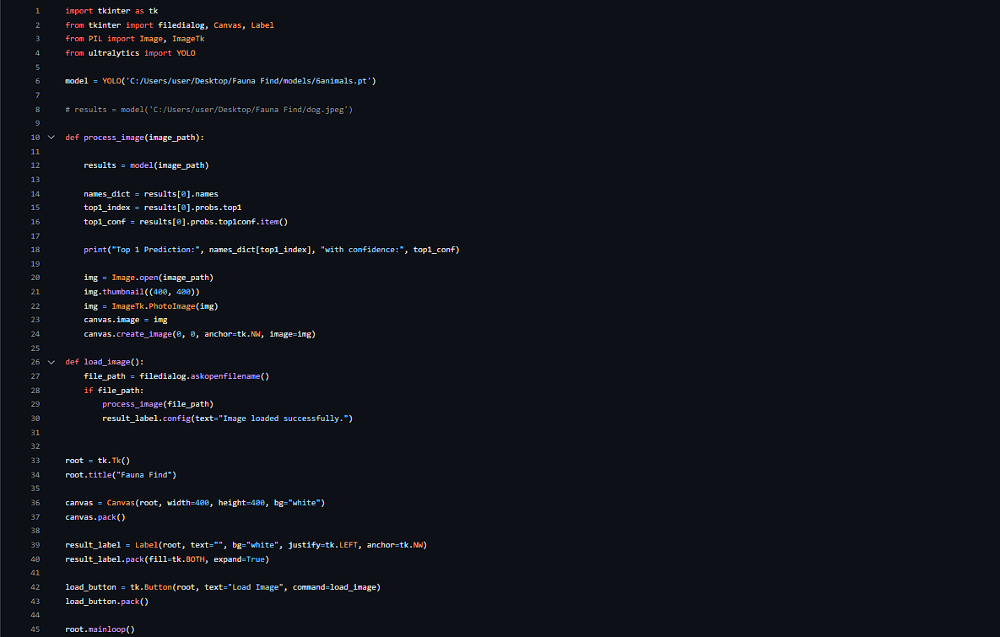 1 import tkinter as tk
2 from tkinter import filedialog, Canvas, Label
3 from PIL import Image, ImageTk
4 from ultralytics import YOLO
5
6 model = YOLO('C:/Users/user/Desktop/Fauna Find/models/6animals.pt')
7
8 # results = model('C:/Users/user/Desktop/Fauna Find/dog.jpeg')
9
10 def process_image(image_path):
11
12     results = model(image_path)
13
14     names_dict = results[0].names
15     top1_index = results[0].probs.top1
16     top1_conf = results[0].probs.top1conf.item()
17
18     print("Top 1 Prediction:", names_dict[top1_index], "with confidence:", top1_conf)
19
20     img = Image.open(image_path)
21     img.thumbnail((400, 400))
22     img = ImageTk.PhotoImage(img)
23     canvas.image = img
24     canvas.create_image(0, 0, anchor=tk.NW, image=img)
25
26 def load_image():
27     file_path = filedialog.askopenfilename()
28     if file_path:
29         process_image(file_path)
30         result_label.config(text="Image loaded successfully.")
31
32
33 root = tk.Tk()
34 root.title("Fauna Find")
35
36 canvas = Canvas(root, width=400, height=400, bg="white")
37 canvas.pack()
38
39 result_label = Label(root, text="", bg="white", justify=tk.LEFT, anchor=tk.NW)
40 result_label.pack(fill=tk.BOTH, expand=True)
41
42 load_button = tk.Button(root, text="Load Image", command=load_image)
43 load_button.pack()
44
45 root.mainloop()